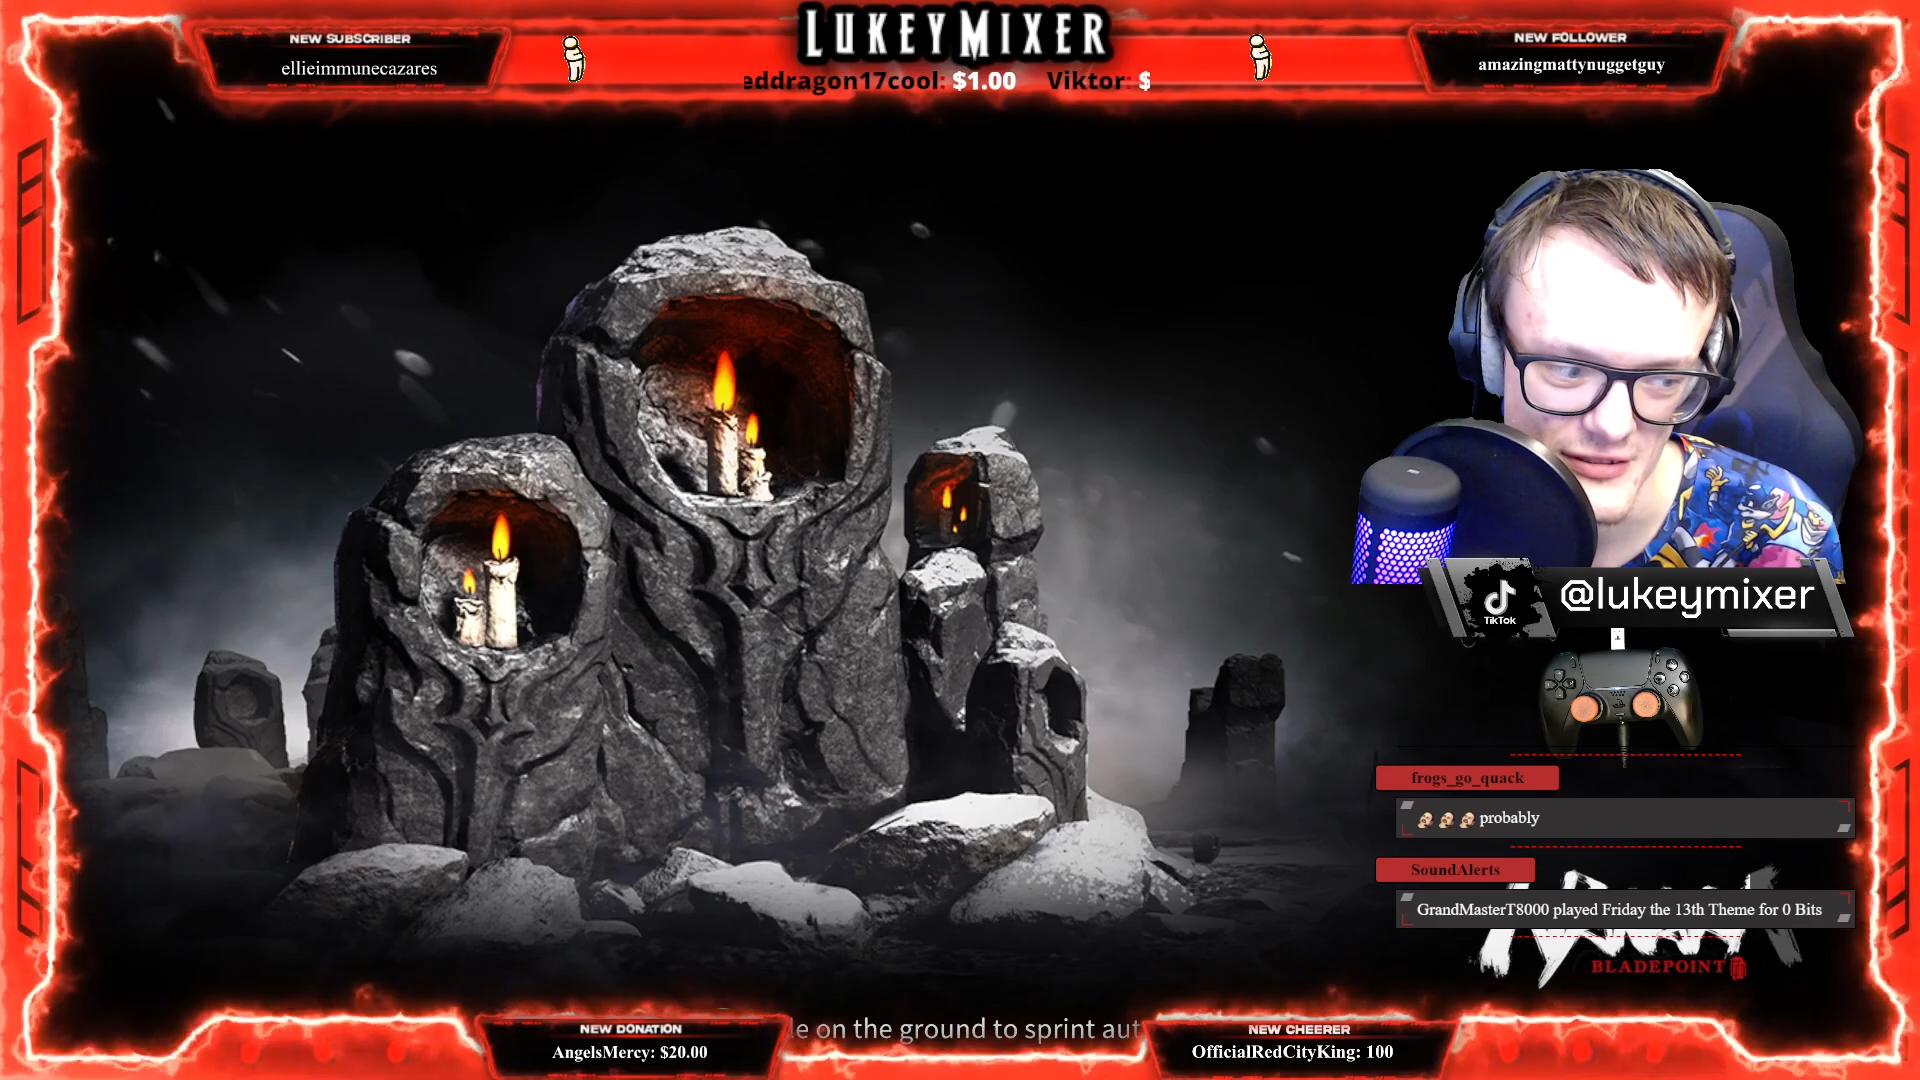 LUKEYMIXER
NEW SUBSCRIBER
ellieimmunecazares
eddragon17cool: $1.00 Viktor: $
NEW FOLLOWER
amazingmattynuggetguy
TikTok
@lukeymixer
frogs_go_quack
probably
SoundAlerts
GrandMasterT8000 played Friday the 13th Theme for 0 Bits
BLADEPOINT
NEW DONATION
AngelsMercy: $20.00
on the ground to sprint aut
NEW CHEERER
OfficialRedCityKing: 100